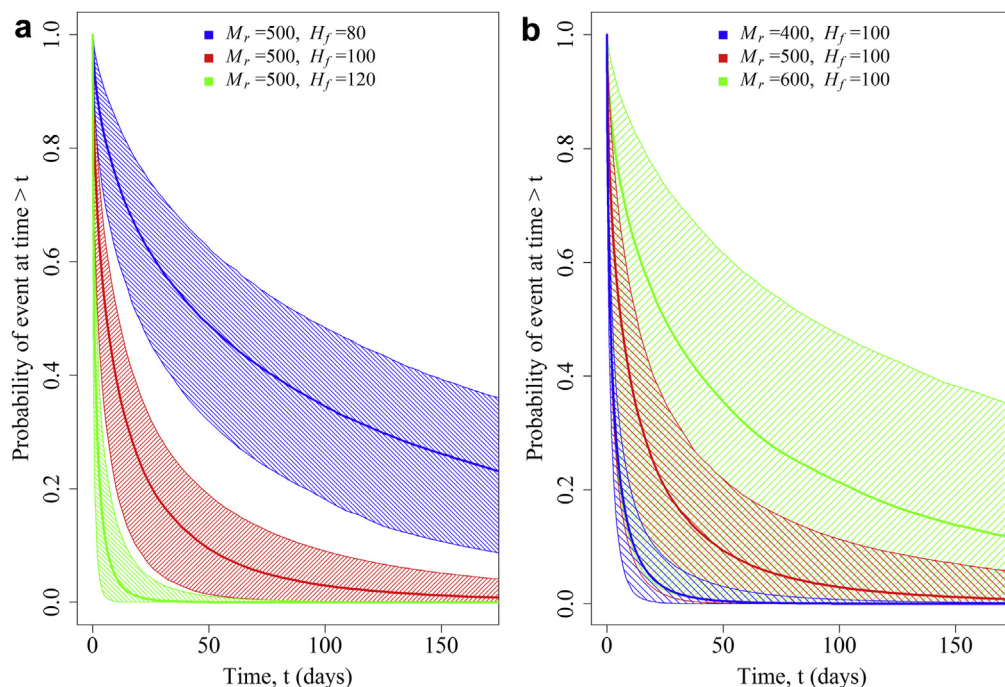 a
M_r =500, H_f =80
M_r =500, H_f =100
M_r =500, H_f =120
Probability of event at time > t
1.0
0.8
0.6
0.4
0.2
0.0
0 50 100 150
Time, t (days)
b
M_r =400, H_f =100
M_r =500, H_f =100
M_r =600, H_f =100
Probability of event at time > t
1.0
0.8
0.6
0.4
0.2
0.0
0 50 100 150
Time, t (days)